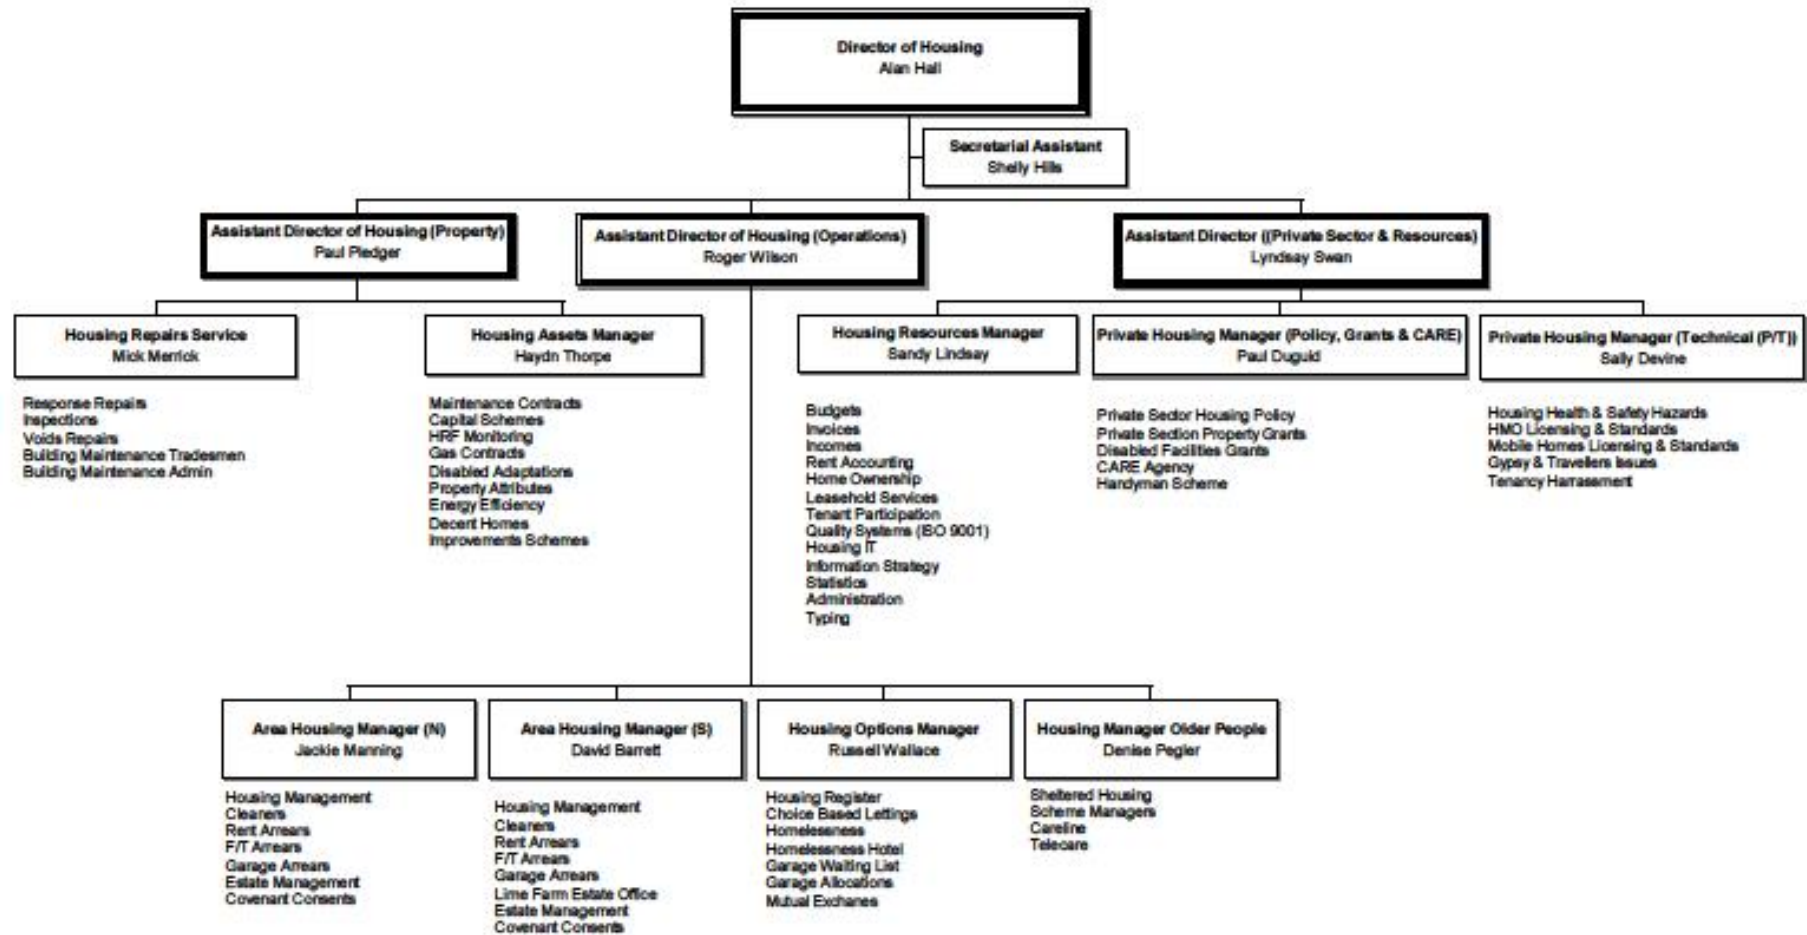 Director of Housing
Alan Hall
Secretarial Assistant
Shelly Hills
Assistant Director of Housing (Property)
Paul Pledger
Assistant Director of Housing (Operations)
Roger Wilson
Assistant Director ((Private Sector & Resources)
Lyndsay Swan
Housing Repairs Service
Mick Merrick
Response Repairs
Inspections
Voids Repairs
Building Maintenance Tradesmen
Building Maintenance Admin
Housing Assets Manager
Haydn Thorpe
Maintenance Contracts
Capital Schemes
HRF Monitoring
Gas Contracts
Disabled Adaptations
Property Attributes
Energy Efficiency
Decent Homes
Improvements Schemes
Housing Resources Manager
Sandy Lindsay
Budgets
Invoices
Incomes
Rent Accounting
Home Ownership
Leasehold Services
Tenant Participation
Quality Systems (ISO 9001)
Housing IT
Information Strategy
Statistics
Administration
Typing
Private Housing Manager (Policy, Grants & CARE)
Paul Duguid
Private Sector Housing Policy
Private Section Property Grants
Disabled Facilities Grants
CARE Agency
Handyman Scheme
Private Housing Manager (Technical (P/T))
Sally Devine
Housing Health & Safety Hazards
HMO Licensing & Standards
Mobile Homes Licensing & Standards
Gypsy & Travellers Issues
Tenancy Harrasement
Area Housing Manager (N)
Jackie Manning
Housing Management
Cleaners
Rent Arrears
F/T Arrears
Garage Arrears
Estate Management
Covenant Consents
Area Housing Manager (S)
David Barrett
Housing Management
Cleaners
Rent Arrears
F/T Arrears
Garage Arrears
Lime Farm Estate Office
Estate Management
Covenant Consents
Housing Options Manager
Russell Wallace
Housing Register
Choice Based Lettings
Homelessness
Homelessness Hotel
Garage Waiting List
Garage Allocations
Mutual Exchanes
Housing Manager Older People
Denise Pegler
Sheltered Housing
Scheme Managers
Careline
Telecare